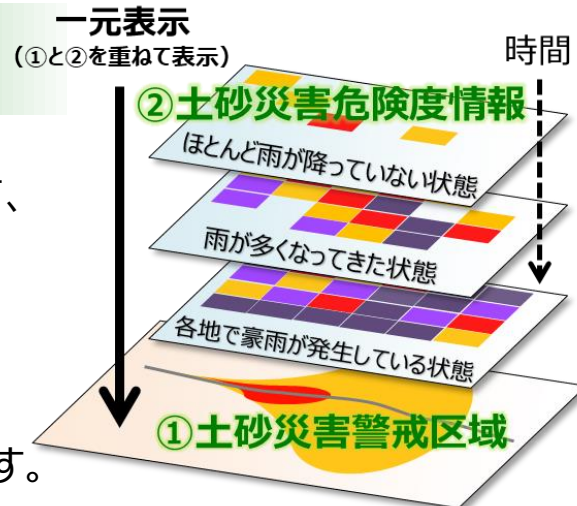 一元表示
(①と②を重ねて表示)
時間
②土砂災害危険度情報
ほとんど雨が降っていない状態
、
雨が多くなってきた状態
各地で豪雨が発生している状態
①土砂災害警戒区域
す。